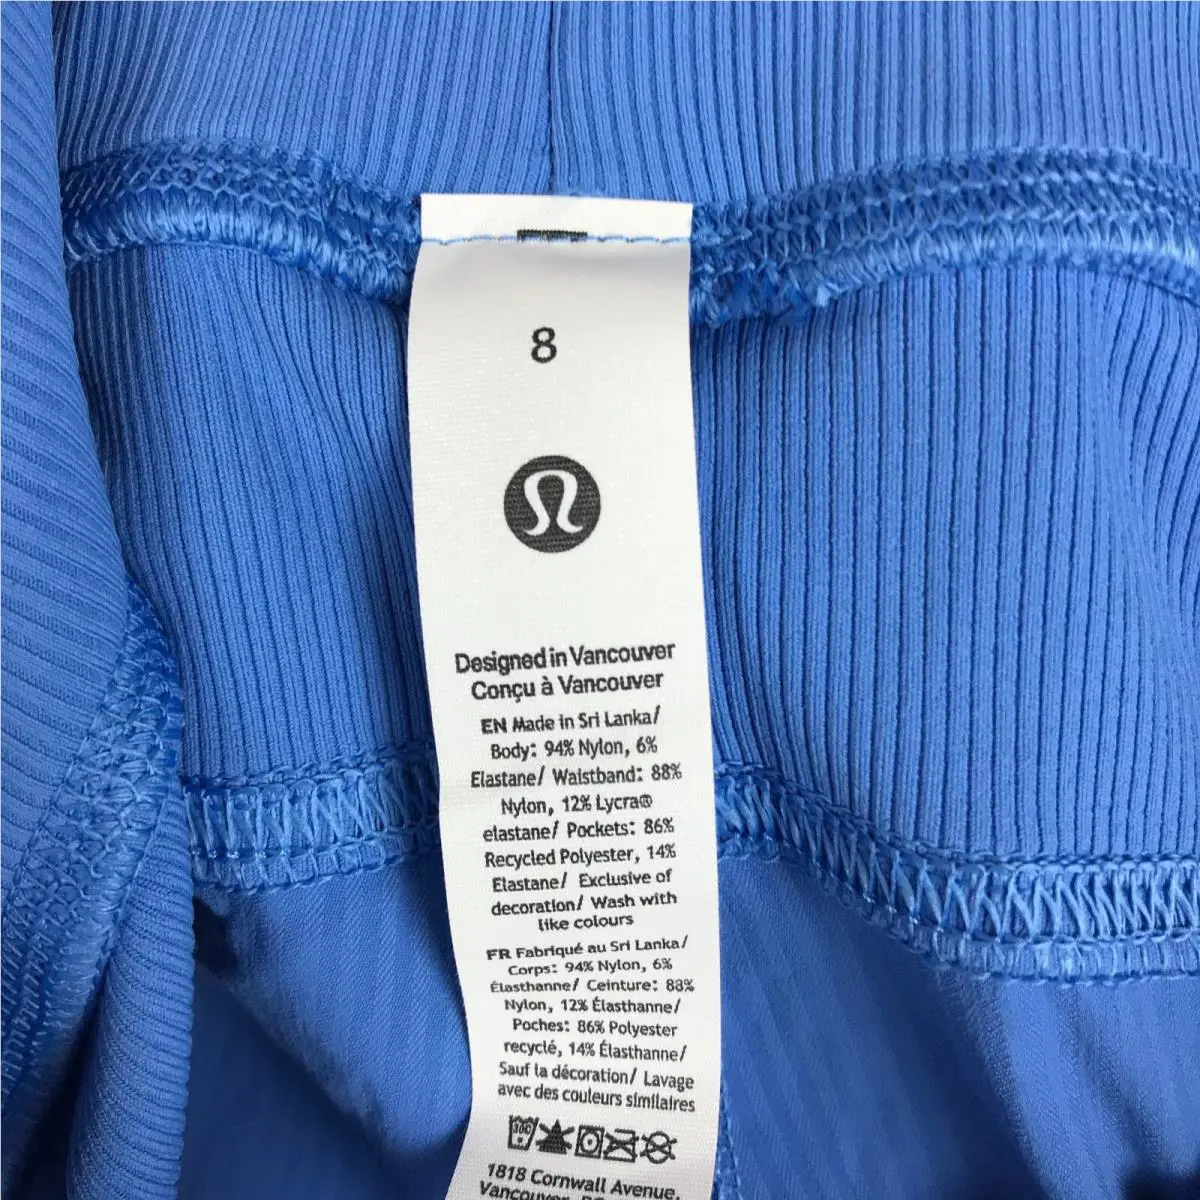 8
Designed in Vancouver
Conçu à Vancouver
EN Made in Sri Lanka/
Body: 94% Nylon, 6%
Elastane/ Waistband: 88%
Nylon, 12% Lycra®
elastane/ Pockets: 86%
Recycled Polyester, 14%
Elastane/ Exclusive of
decoration/ Wash with
like colours
FR Fabriqué au Sri Lanka/
Corps: 94% Nylon, 6%
Élasthanne/ Ceinture: 88%
Nylon, 12% Élasthanne/
Poches: 86% Polyester
recyclé, 14% Élasthanne/
Sauf la décoration/ Lavage
avec des couleurs similaires
1818 Cornwall Avenue,
Vancouver,